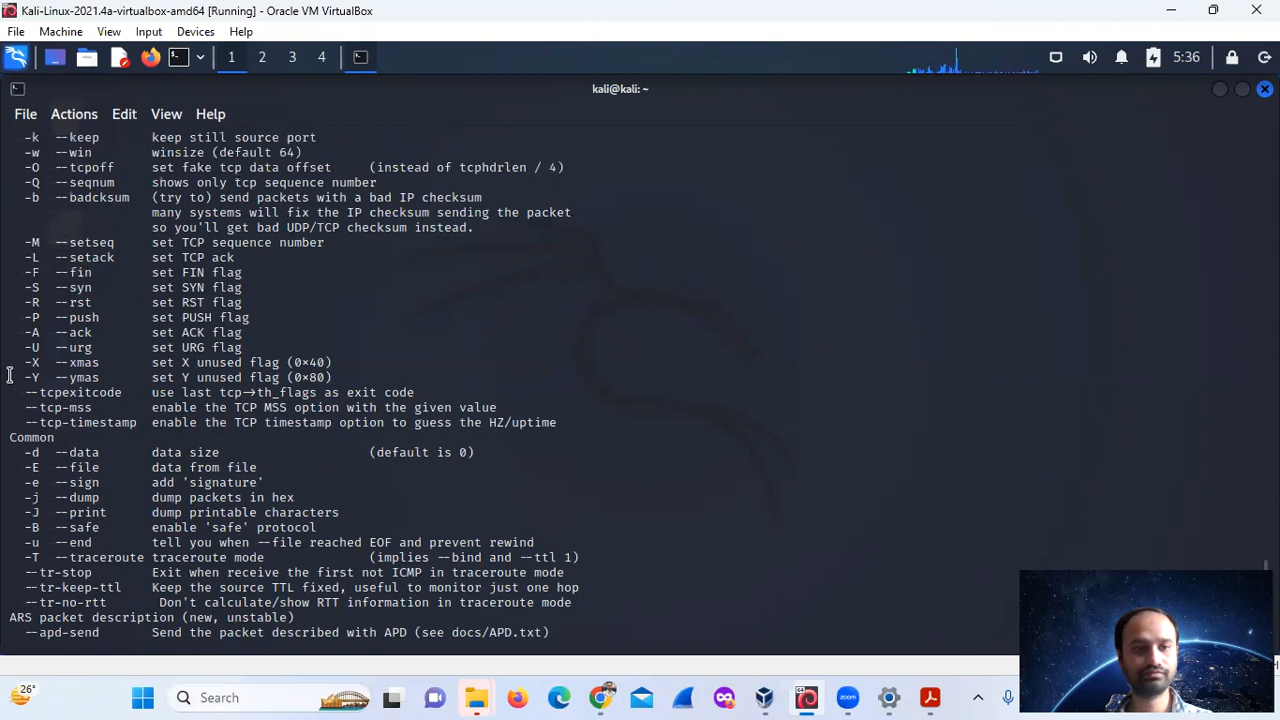 Kali-Linux-2021.4a-virtualbox-amd64 [Running] - Oracle VM VirtualBox
File Machine View Input Devices Help
1 2 3 4 5:36
kali@kali: ~
File Actions Edit View Help
-k --keep keep still source port
-w --win winsize (default 64)
-O --tcpoff set fake tcp data offset (instead of tcphdrlen / 4)
-Q --seqnum shows only tcp sequence number
-b --badcksum (try to) send packets with a bad IP checksum
many systems will fix the IP checksum sending the packet
so you'll get bad UDP/TCP checksum instead.
-M --setseq set TCP sequence number
-L --setack set TCP ack
-F --fin set FIN flag
-S --syn set SYN flag
-R --rst set RST flag
-P --push set PUSH flag
-A --ack set ACK flag
-U --urg set URG flag
-X --xmas set X unused flag (0×40)
-Y --ymas set Y unused flag (0×80)
--tcpexitcode use last tcp→th_flags as exit code
--tcp-mss enable the TCP MSS option with the given value
--tcp-timestamp enable the TCP timestamp option to guess the HZ/uptime
Common
-d --data data size (default is 0)
-E --file data from file
-e --sign add 'signature'
-j --dump dump packets in hex
-J --print dump printable characters
-B --safe enable 'safe' protocol
-u --end tell you when --file reached EOF and prevent rewind
-T --traceroute traceroute mode (implies --bind and --ttl 1)
--tr-stop Exit when receive the first not ICMP in traceroute mode
--tr-keep-ttl Keep the source TTL fixed, useful to monitor just one hop
--tr-no-rtt Don't calculate/show RTT information in traceroute mode
ARS packet description (new, unstable)
--apd-send Send the packet described with APD (see docs/APD.txt)
26° Search zoom